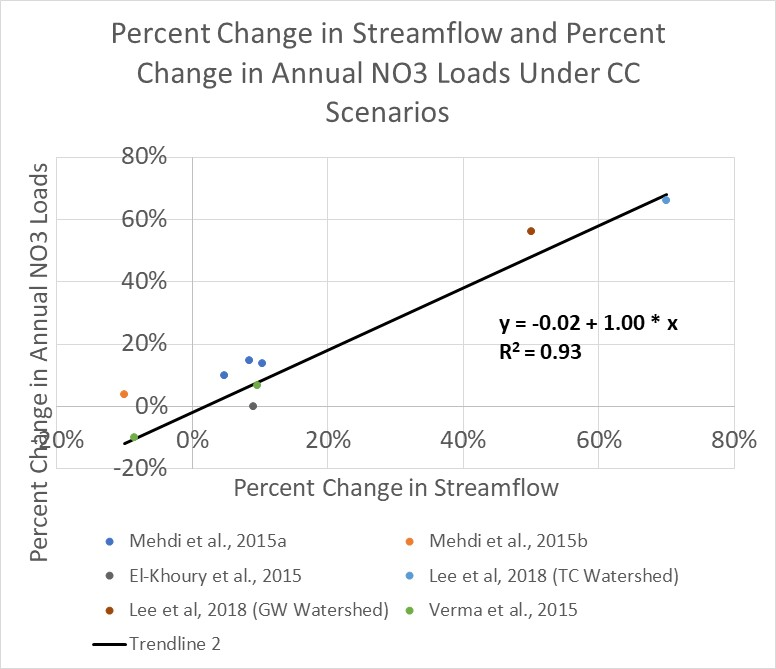 Percent Change in Streamflow and Percent
Change in Annual NO3 Loads Under CC
Scenarios
Percent Change in Annual NO3 Loads
80%
60%
40%
20%
0%
-20%
y = -0.02 + 1.00 * x
R² = 0.93
-20% 0% 20% 40% 60% 80%
Percent Change in Streamflow
Mehdi et al., 2015a Mehdi et al., 2015b
El-Khoury et al., 2015 Lee et al, 2018 (TC Watershed)
Lee et al, 2018 (GW Watershed) Verma et al., 2015
Trendline 2